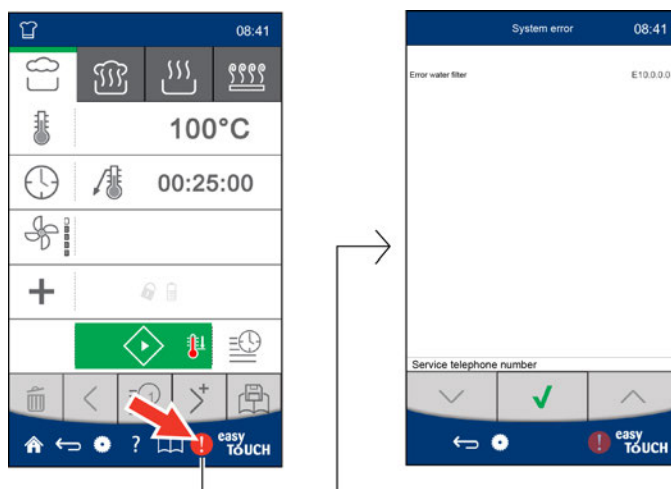 08:41
100°C
00:25:00
1
?
!
easy
TOUCH
System error
08:41
Error water filter
E10.0.0.0
Service telephone number
!
easy
TOUCH